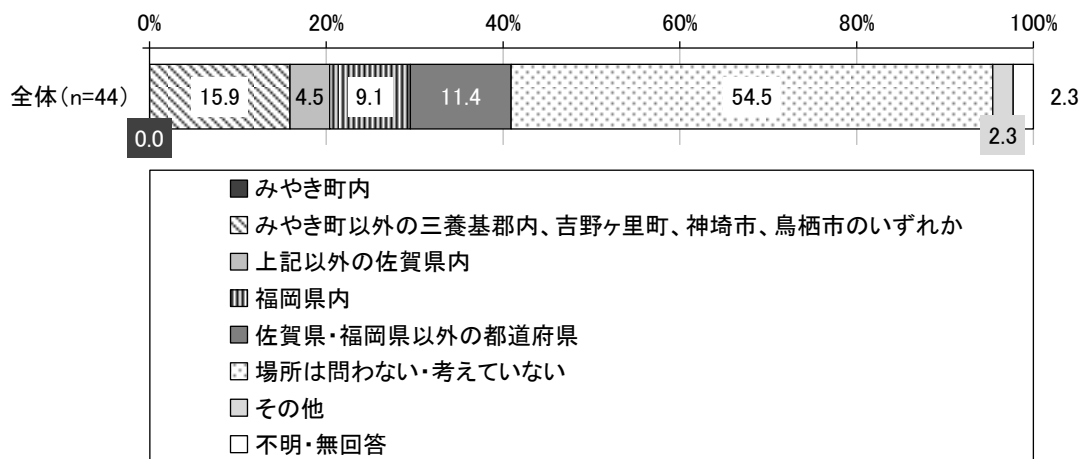 0% 20% 40% 60% 80% 100%
全体(n=44) 15.9 4.5 9.1 11.4 54.5 2.3
0.0 2.3
みやき町内
みやき町以外の三養基郡内、吉野ヶ里町、神埼市、鳥栖市のいずれか
上記以外の佐賀県内
福岡県内
佐賀県・福岡県以外の都道府県
場所は問わない・考えていない
その他
不明・無回答